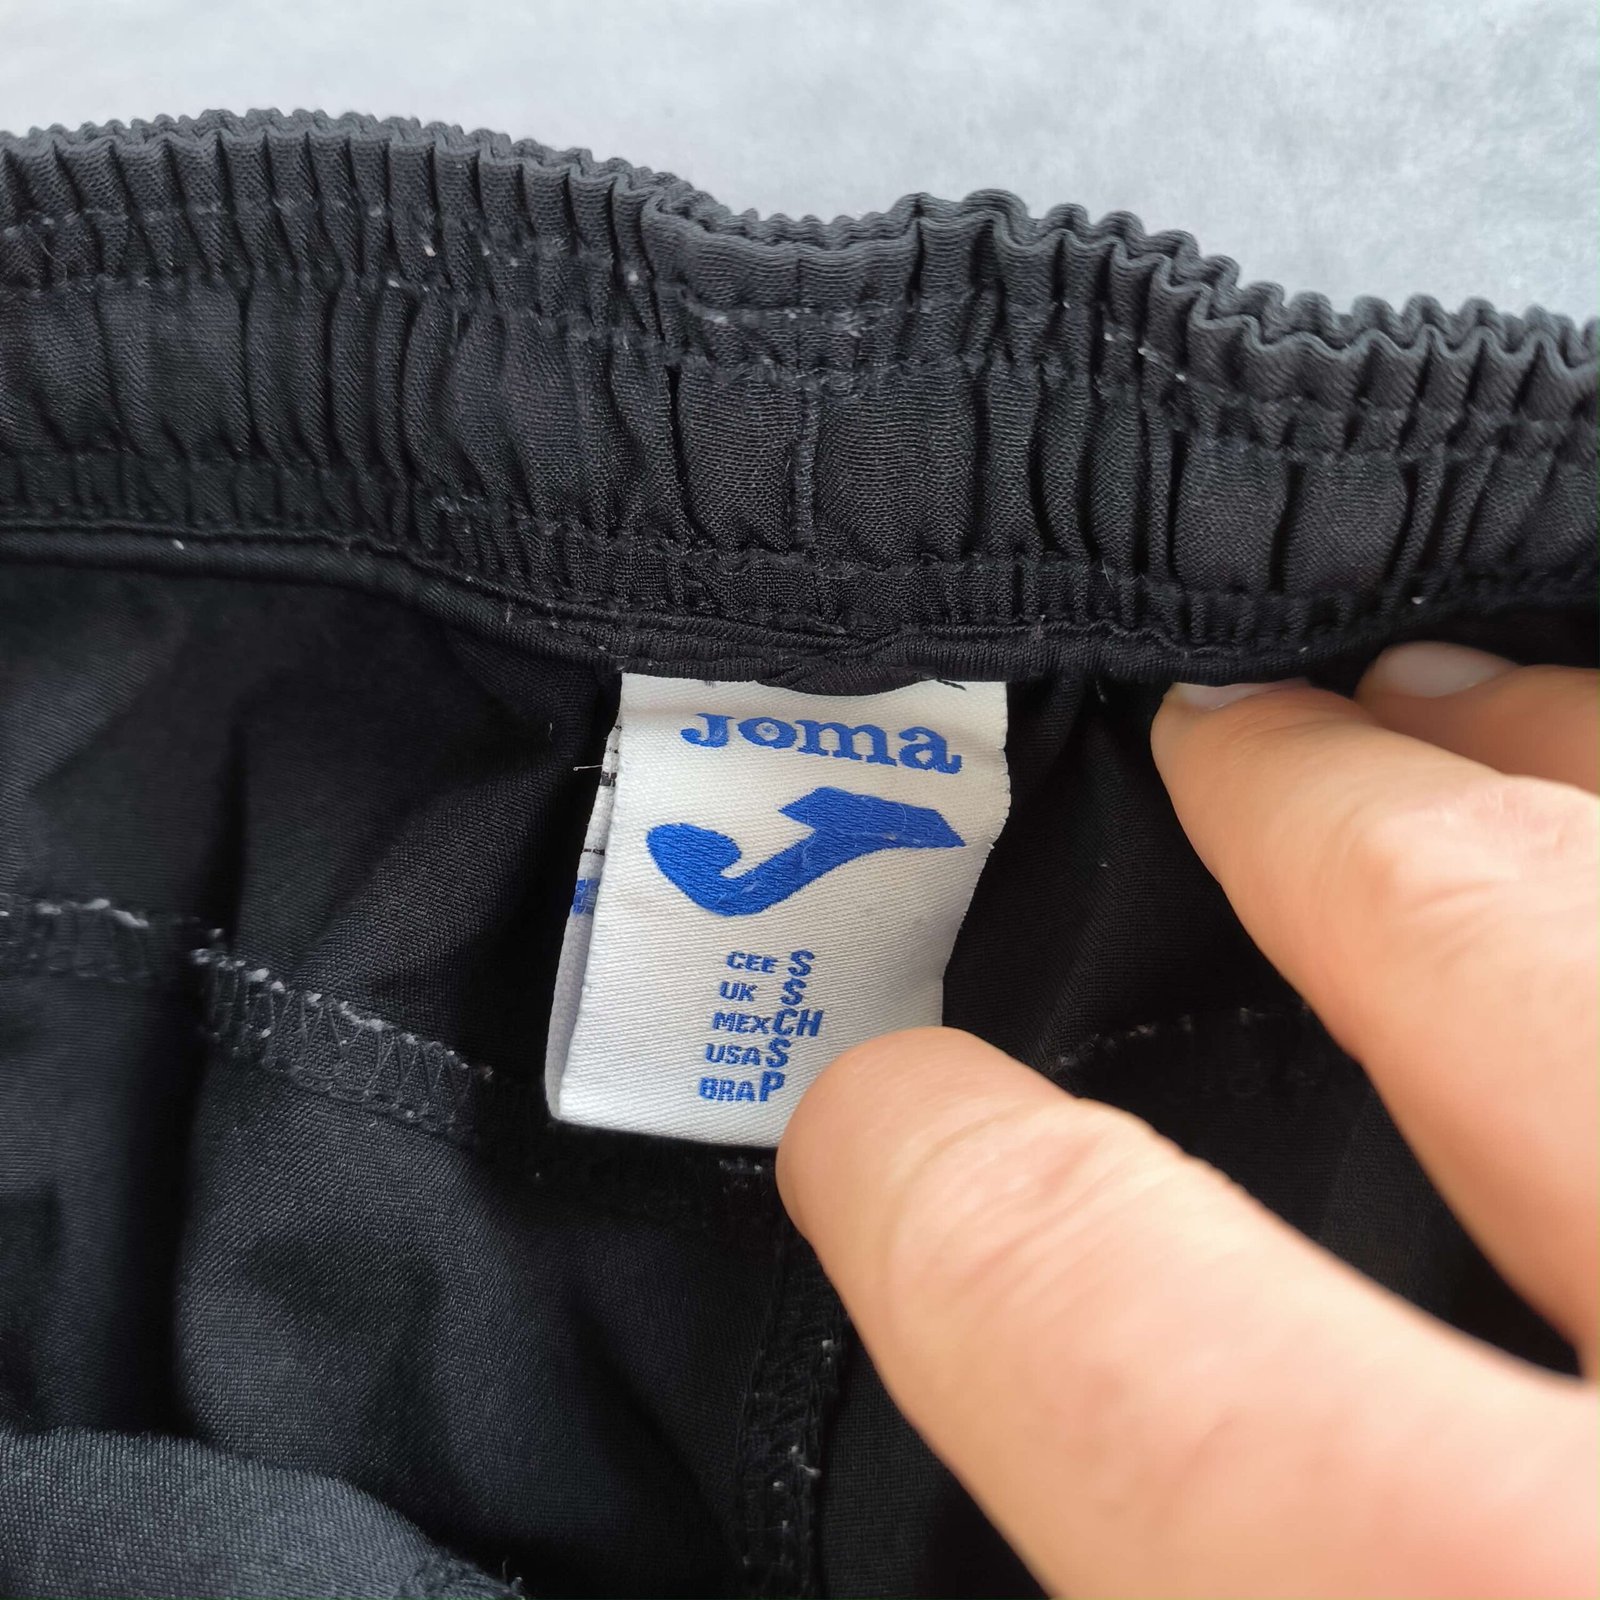 Joma
CEE S
UK S
MEX CH
USA S
BRA P